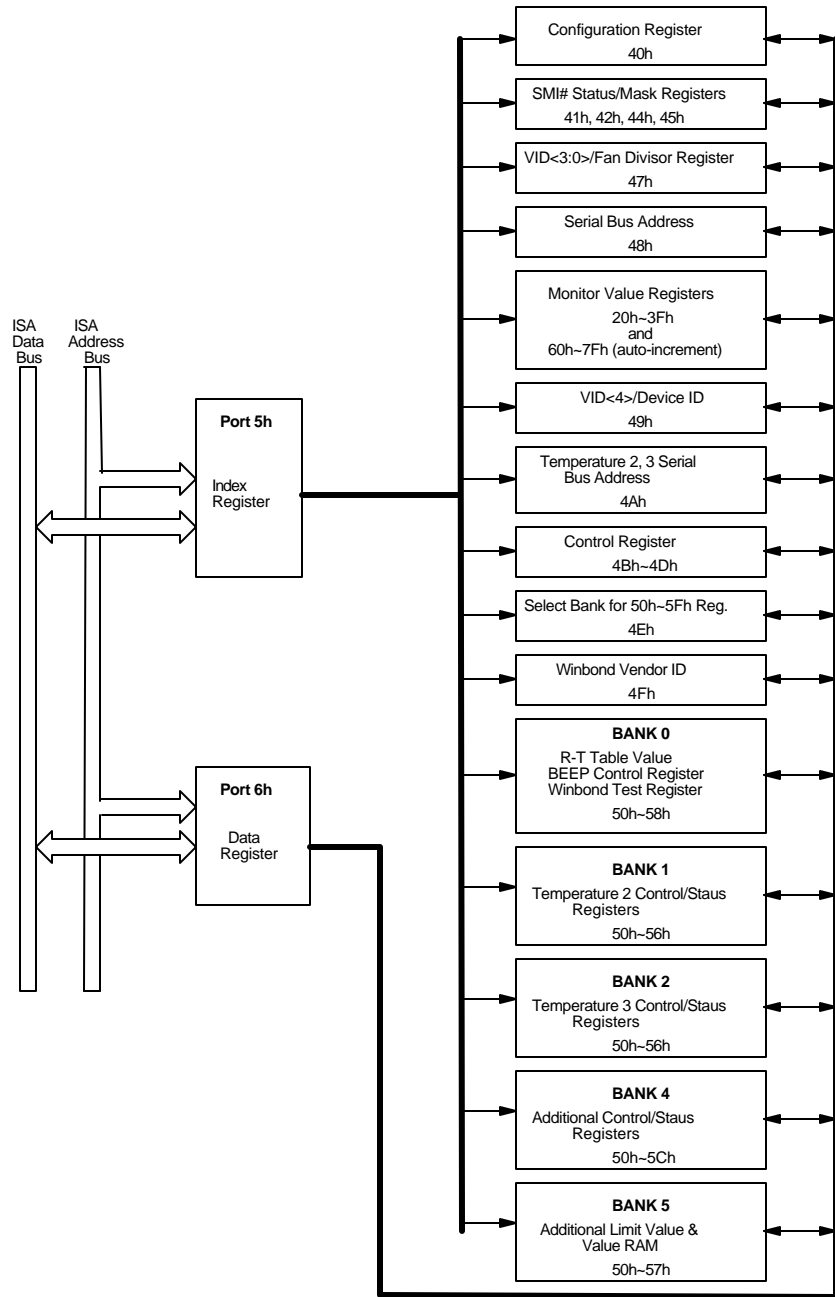 Configuration Register
40h
SMI# Status/Mask Registers
41h, 42h, 44h, 45h
VID<3:0>/Fan Divisor Register
47h
Serial Bus Address
48h
Monitor Value Registers
20h~3Fh
and
60h~7Fh (auto-increment)
VID<4>/Device ID
49h
Temperature 2, 3 Serial
Bus Address
4Ah
Control Register
4Bh~4Dh
Select Bank for 50h~5Fh Reg.
4Eh
Winbond Vendor ID
4Fh
BANK 0
R-T Table Value
BEEP Control Register
Winbond Test Register
50h~58h
BANK 1
Temperature 2 Control/Staus
Registers
50h~56h
BANK 2
Temperature 3 Control/Staus
Registers
50h~56h
BANK 4
Additional Control/Staus
Registers
50h~5Ch
BANK 5
Additional Limit Value &
Value RAM
50h~57h
ISA
Data
Bus
ISA
Address
Bus
Port 5h
Index
Register
Port 6h
Data
Register